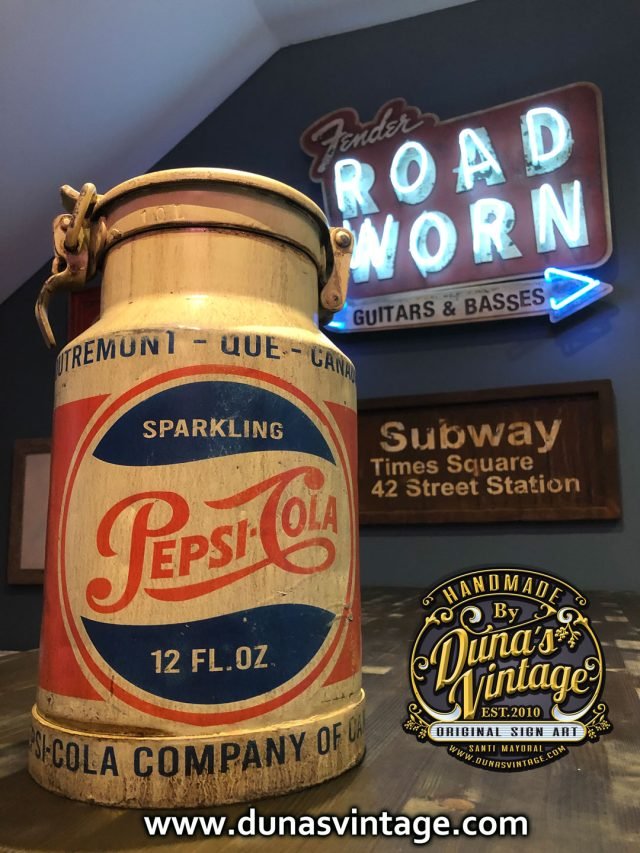 Fender
ROAD
WORN
GUITARS & BASSES
10L
UTREMONT - QUE - CANA
SPARKLING
PEPSI-COLA
12 FL.OZ
PSI-COLA COMPANY OF CA
Subway
Times Square
42 Street Station
HANDMADE
By
Duna's
Vintage
EST. 2010
ORIGINAL SIGN ART
SANTI MAYORAL
WWW.DUNASVINTAGE.COM
www.dunasvintage.com